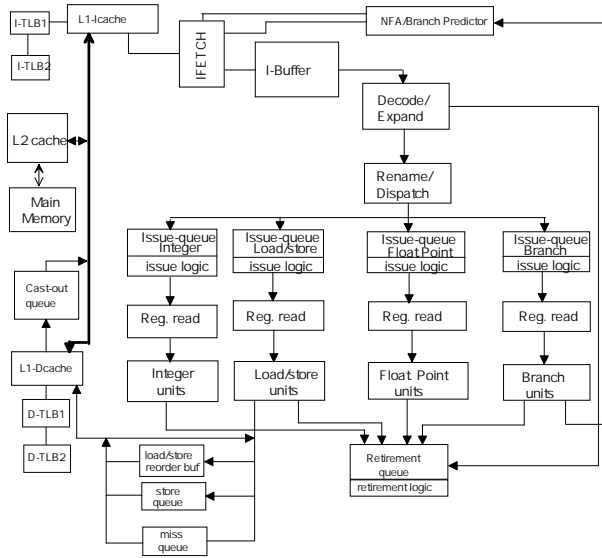 I-TLB1
L1-Icache
NFA/Branch Predictor
I-TLB2
IFETCH
I-Buffer
Decode/
Expand
L2 cache
Main
Memory
Rename/
Dispatch
Issue-queue
Integer
issue logic
Issue-queue
Load/store
issue logic
Issue-queue
Float.Point
issue logic
Issue-queue
Branch
issue logic
Cast-out
queue
Reg. read
Reg. read
Reg. read
Reg. read
L1-Dcache
Integer
units
Load/store
units
Float. Point
units
Branch
units
D-TLB1
D-TLB2
load/store
reorder buf
store
queue
miss
queue
Retirement
queue
retirement logic